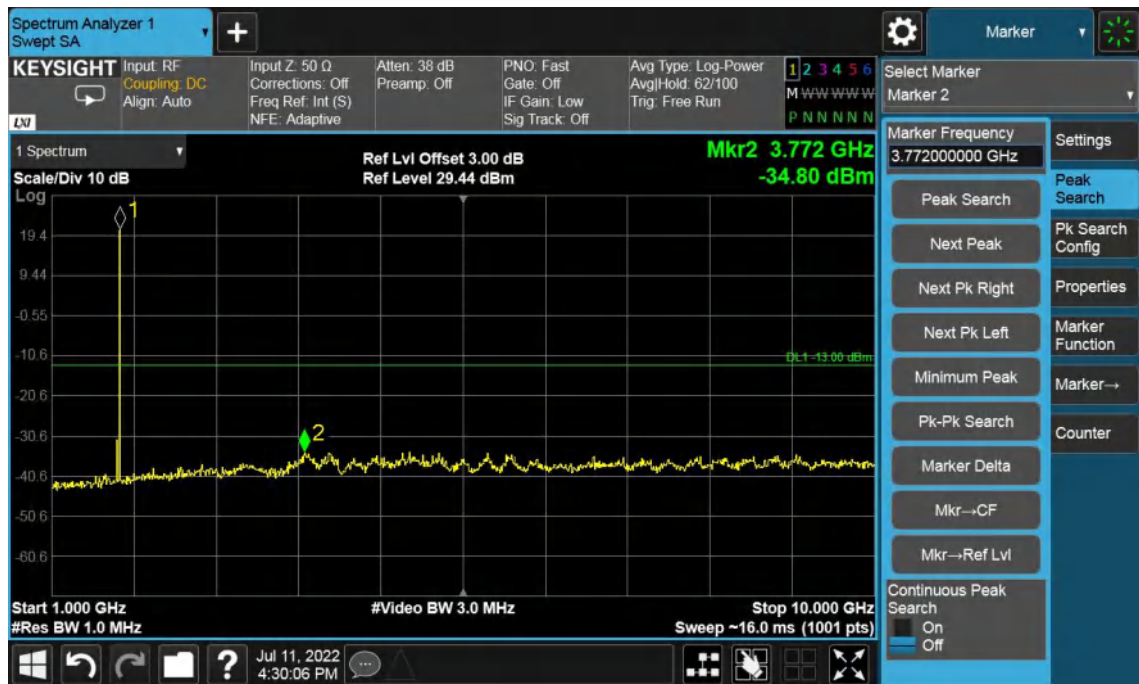 Spectrum Analyzer 1
Swept SA
+
Marker
KEYSIGHT
LXI
Input: RF
Coupling: DC
Align: Auto
Input Z: 50 Ω
Corrections: Off
Freq Ref: Int (S)
NFE: Adaptive
Atten: 38 dB
Preamp: Off
PNO: Fast
Gate: Off
IF Gain: Low
Sig Track: Off
Avg Type: Log-Power
Avg|Hold: 62/100
Trig: Free Run
1 2 3 4 5 6
M W W W W W
P N N N N N
Select Marker
Marker 2
1 Spectrum
Scale/Div 10 dB
Log
Ref Lvl Offset 3.00 dB
Ref Level 29.44 dBm
Mkr2 3.772 GHz
-34.80 dBm
1
19.4
9.44
-0.55
-10.6
DL1 -13.00 dBm
-20.6
-30.6
2
-40.6
-50.6
-60.6
Start 1.000 GHz
#Res BW 1.0 MHz
#Video BW 3.0 MHz
Stop 10.000 GHz
Sweep ~16.0 ms (1001 pts)
Marker Frequency
3.772000000 GHz
Peak Search
Next Peak
Next Pk Right
Next Pk Left
Minimum Peak
Pk-Pk Search
Marker Delta
Mkr→CF
Mkr→Ref Lvl
Continuous Peak
Search
On
Off
Settings
Peak
Search
Pk Search
Config
Properties
Marker
Function
Marker→
Counter
?
Jul 11, 2022
4:30:06 PM